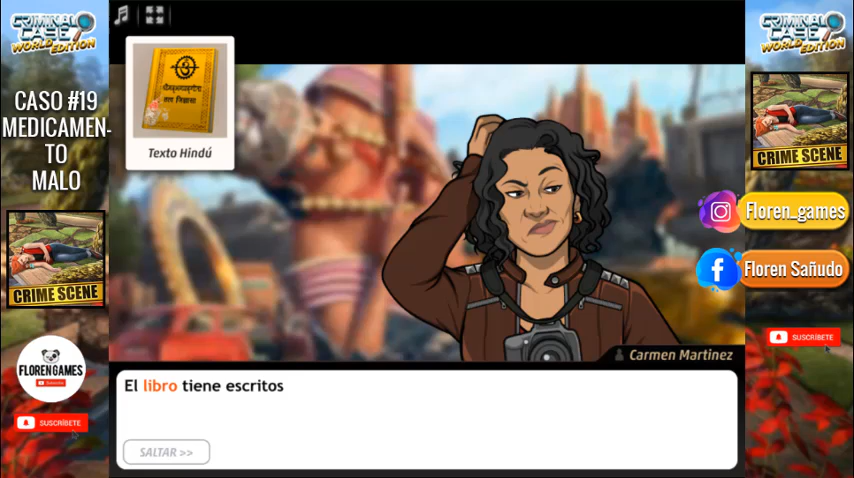 CRIMINAL
CASE
WORLD
EDITION
CASO #19
MEDICAMEN-
TO
MALO
CRIME SCENE
FLOREN GAMES
SUSCRÍBETE
Texto Hindú
Carmen Martinez
El libro tiene escritos
SALTAR >>
CRIMINAL
CASE
WORLD
EDITION
CRIME SCENE
Floren_games
Floren Sañudo
SUSCRÍBETE